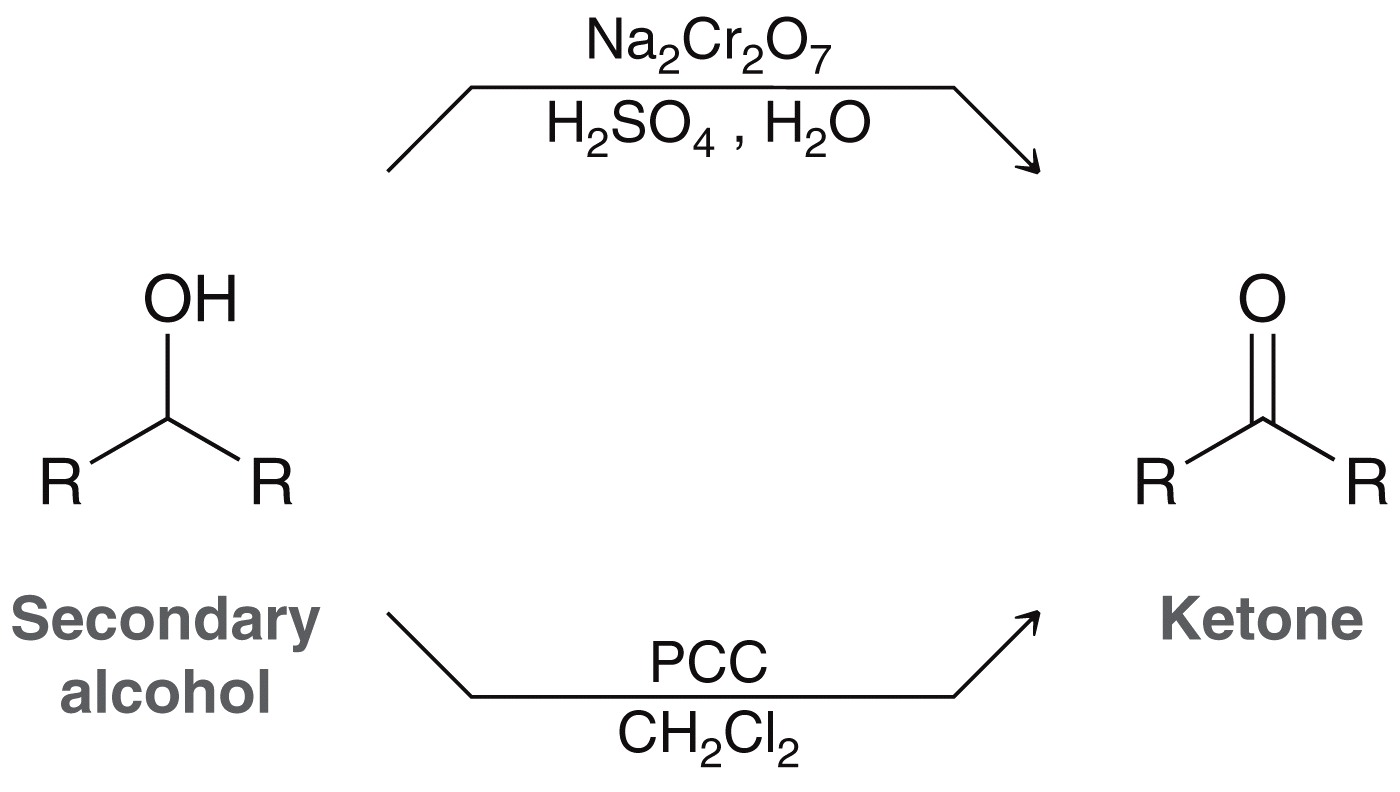 Na₂Cr₂O₇
H₂SO₄ , H₂O
OH
R
R
Secondary
alcohol
O
R
R
Ketone
PCC
CH₂Cl₂